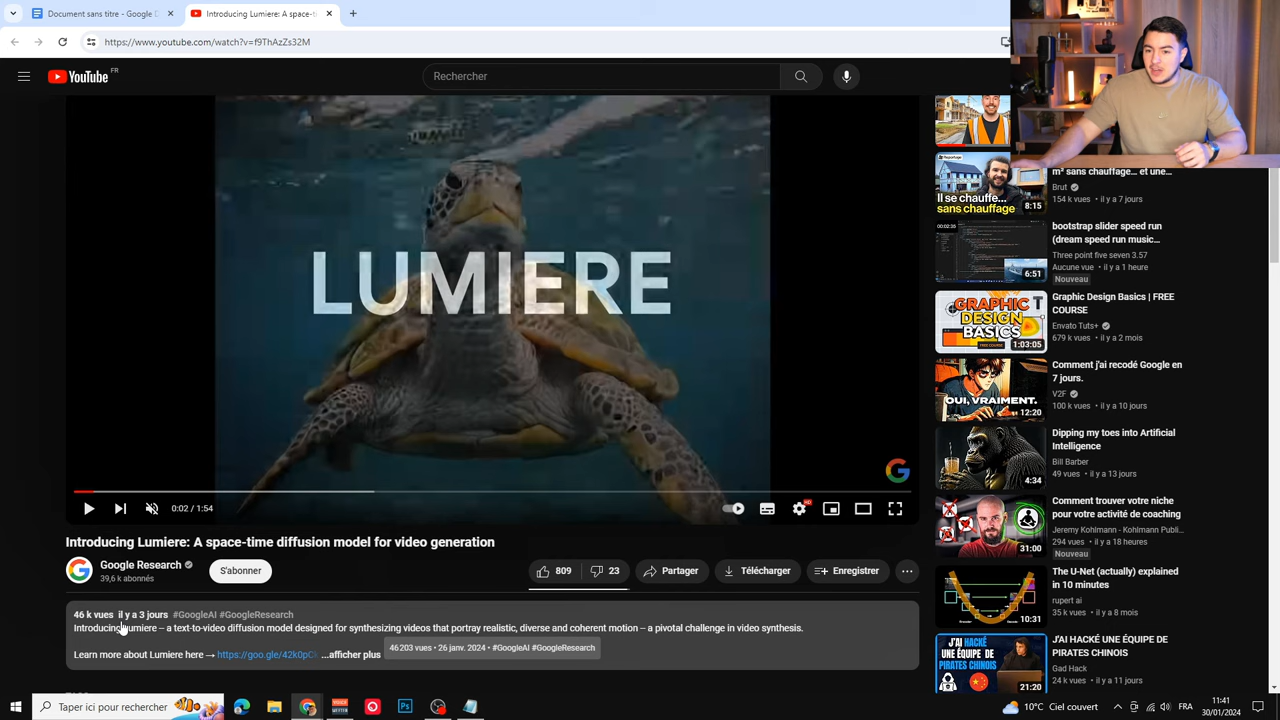 Document sans titre - Google D
Introducing Lumiere: A space-t
https://www.youtube.com/watch?v=f9ThAzZs32M
YouTube
FR
Rechercher
LUMIERE
0:02 / 1:54
HD
Introducing Lumiere: A space-time diffusion model for video generation
Google Research
39,6 k abonnés
S'abonner
809
23
Partager
Télécharger
Enregistrer
46 k vues il y a 3 jours #GoogleAI #GoogleResearch
Introducing Lumiere – a text-to-video diffusion model designed for synthesizing videos that portray realistic, diverse and coherent motion – a pivotal challenge in video synthesis.
Learn more about Lumiere here → https://goo.gle/42k0pC ...afficher plus
46 203 vues • 26 janv. 2024 • #GoogleAI #GoogleResearch
Reportage
Il se chauffe...
sans chauffage
8:15
m² sans chauffage... et une...
Brut
154 k vues • il y a 7 jours
00:02:35
6:51
bootstrap slider speed run
(dream speed run music...
Three point five seven 3.57
Aucune vue • il y a 1 heure
Nouveau
GRAPHIC
DESIGN
BASICS
FREE COURSE
T
1:03:05
Graphic Design Basics | FREE
COURSE
Envato Tuts+
679 k vues • il y a 2 mois
OUI, VRAIMENT.
12:20
Comment j'ai recodé Google en
7 jours.
V2F
100 k vues • il y a 10 jours
4:34
Dipping my toes into Artificial
Intelligence
Bill Barber
49 vues • il y a 13 jours
31:00
Comment trouver votre niche
pour votre activité de coaching
Jeremy Kohlmann - Kohlmann Publi...
294 vues • il y a 18 heures
Nouveau
10:31
The U-Net (actually) explained
in 10 minutes
rupert ai
35 k vues • il y a 8 mois
J'AI HACKÉ
UNE ÉQUIPE DE
PIRATES CHINOIS
21:20
J'AI HACKÉ UNE ÉQUIPE DE
PIRATES CHINOIS
Gad Hack
24 k vues • il y a 11 jours
Taper ici pour rechercher
Ps
10°C Ciel couvert
FRA
11:41
30/01/2024